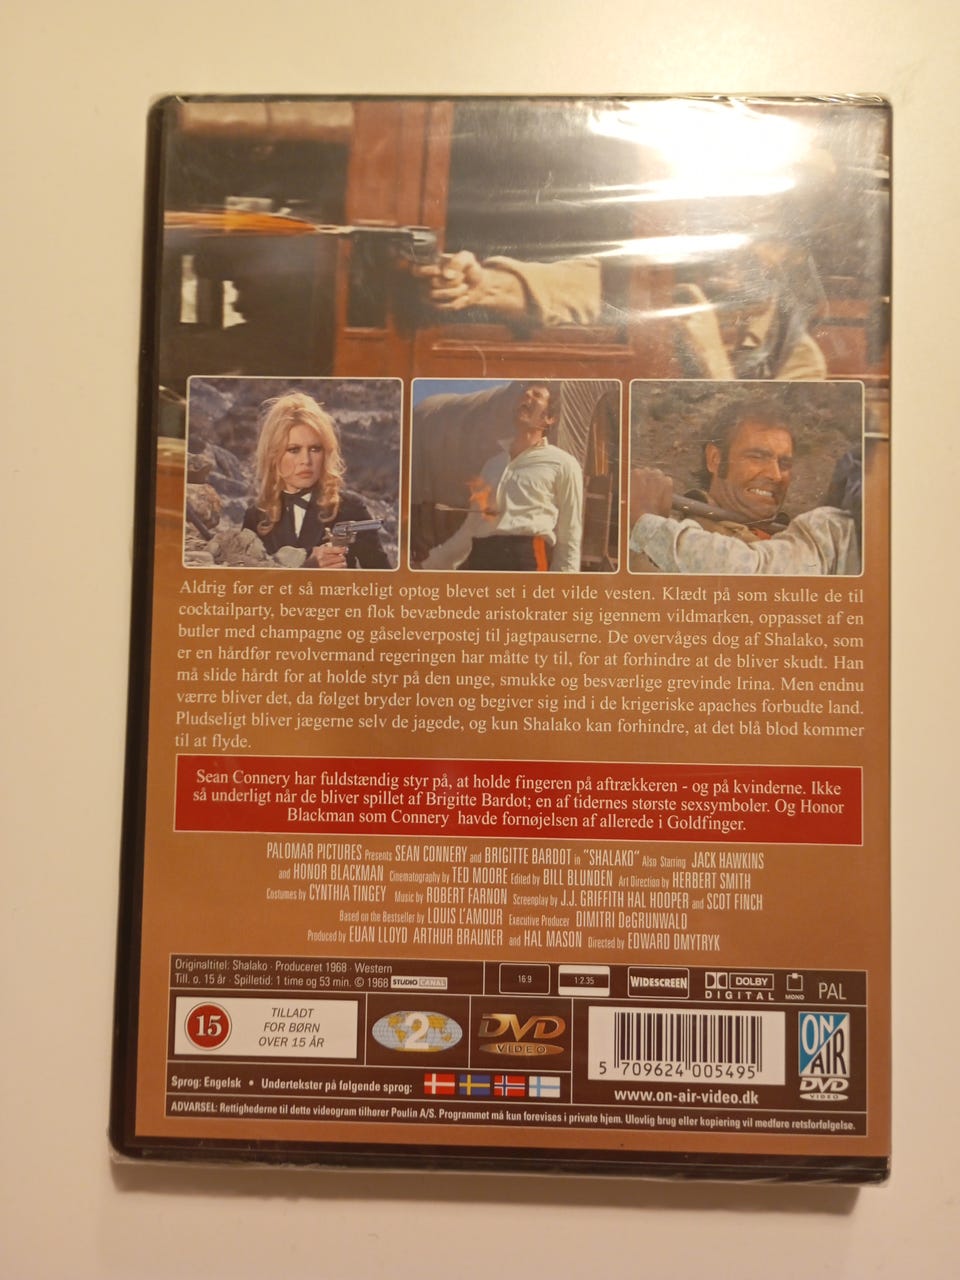 Aldrig før er et så mærkeligt optog blevet set i det vilde vesten. Klædt på som skulle de til
cocktailparty, bevæger en flok bevæbnede aristokrater sig igennem vildmarken, oppasset af en
butler med champagne og gåseleverpostej til jagtpauserne. De overvåges dog af Shalako, som
er en hårdfør revolvermand regeringen har måtte ty til, for at forhindre at de bliver skudt. Han
må slide hårdt for at holde styr på den unge, smukke og besværlige grevinde Irina. Men endnu
værre bliver det, da følget bryder loven og begiver sig ind i de krigeriske apaches forbudte land.
Pludseligt bliver jægerne selv de jagede, og kun Shalako kan forhindre, at det blå blod kommer
til at flyde.
Sean Connery har fuldstændig styr på, at holde fingeren på aftrækkeren - og på kvinderne. Ikke
så underligt når de bliver spillet af Brigitte Bardot; en af tidernes største sexsymboler. Og Honor
Blackman som Connery havde fornøjelsen af allerede i Goldfinger.
PALOMAR PICTURES Presents SEAN CONNERY and BRIGITTE BARDOT in "SHALAKO" Also Starring JACK HAWKINS
and HONOR BLACKMAN Cinematography by TED MOORE Edited by BILL BLUNDEN Art Direction by HERBERT SMITH
Costumes by CYNTHIA TINGEY Music by ROBERT FARNON Screenplay by J.J. GRIFFITH HAL HOOPER and SCOT FINCH
Based on the Bestseller by LOUIS L'AMOUR Executive Producer DIMITRI DeGRUNWALD
Produced by EUAN LLOYD ARTHUR BRAUNER and HAL MASON Directed by EDWARD DMYTRYK
Originaltitel: Shalako · Produceret 1968 · Western
Till. o. 15 år · Spilletid: 1 time og 53 min. © 1968 STUDIO CANAL
16:9
1:2.35
WIDESCREEN
DOLBY
DIGITAL
MONO
PAL
15
TILLADT
FOR BØRN
OVER 15 ÅR
2
DVD
VIDEO
5 709624 005495
www.on-air-video.dk
ON
AIR
DVD
VIDEO
Sprog: Engelsk • Undertekster på følgende sprog:
ADVARSEL: Rettighederne til dette videogram tilhører Poulin A/S. Programmet må kun forevises i private hjem. Ulovlig brug eller kopiering vil medføre retsforfølgelse.